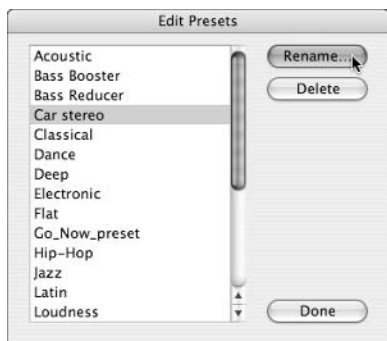 Edit Presets
Acoustic
Bass Booster
Bass Reducer
Car stereo
Classical
Dance
Deep
Electronic
Flat
Go_Now_preset
Hip-Hop
Jazz
Latin
Loudness
Rename...
Delete
Done